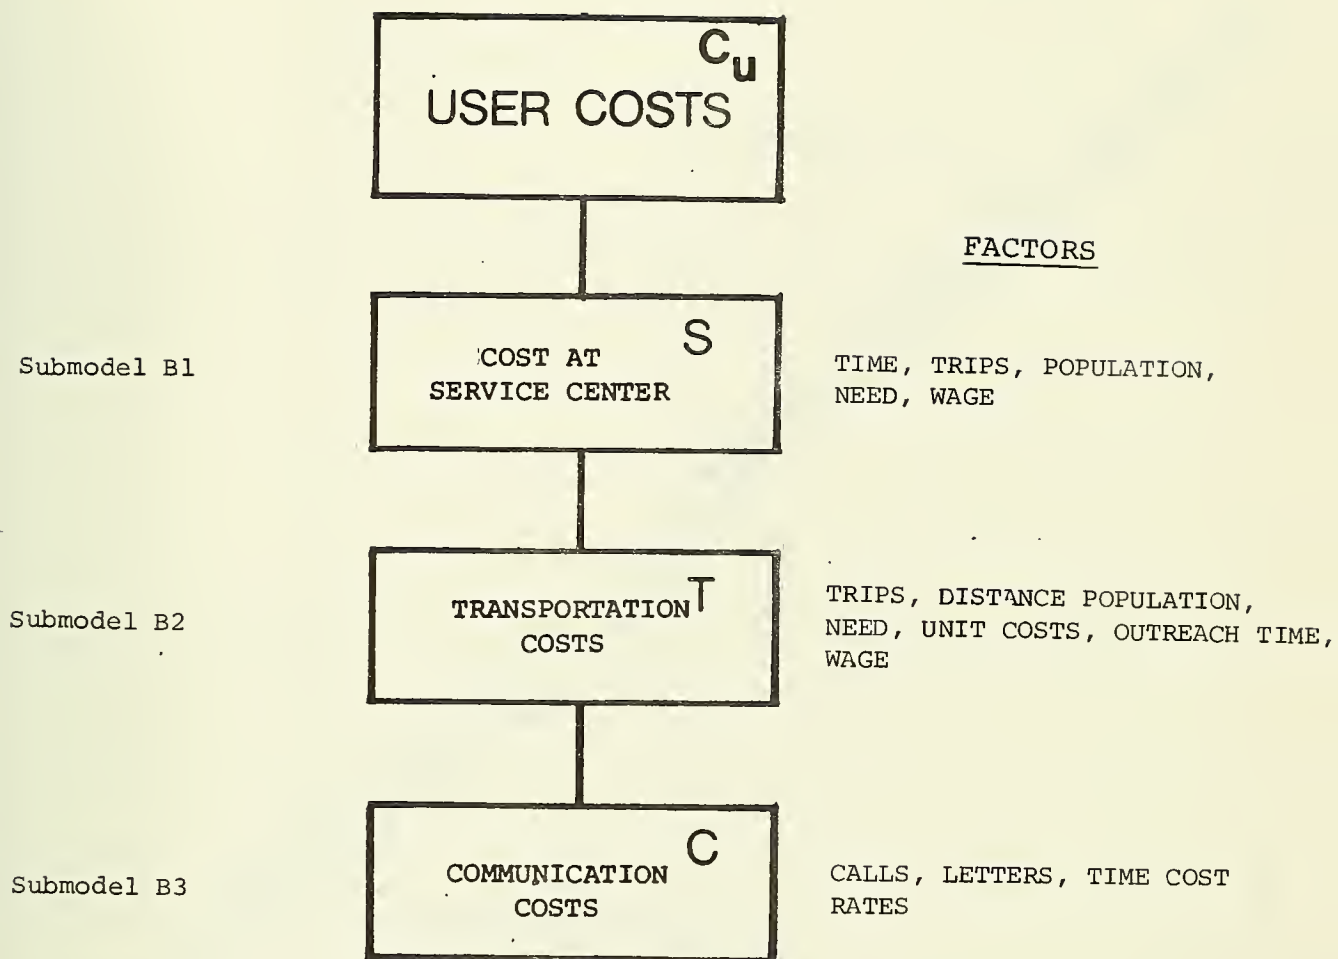 Cu
USER COSTS
FACTORS
Submodel B1
COST AT
SERVICE CENTER
S
TIME, TRIPS, POPULATION,
NEED, WAGE
Submodel B2
TRANSPORTATION
COSTS
T
TRIPS, DISTANCE POPULATION,
NEED, UNIT COSTS, OUTREACH TIME,
WAGE
Submodel B3
COMMUNICATION
COSTS
C
CALLS, LETTERS, TIME COST
RATES